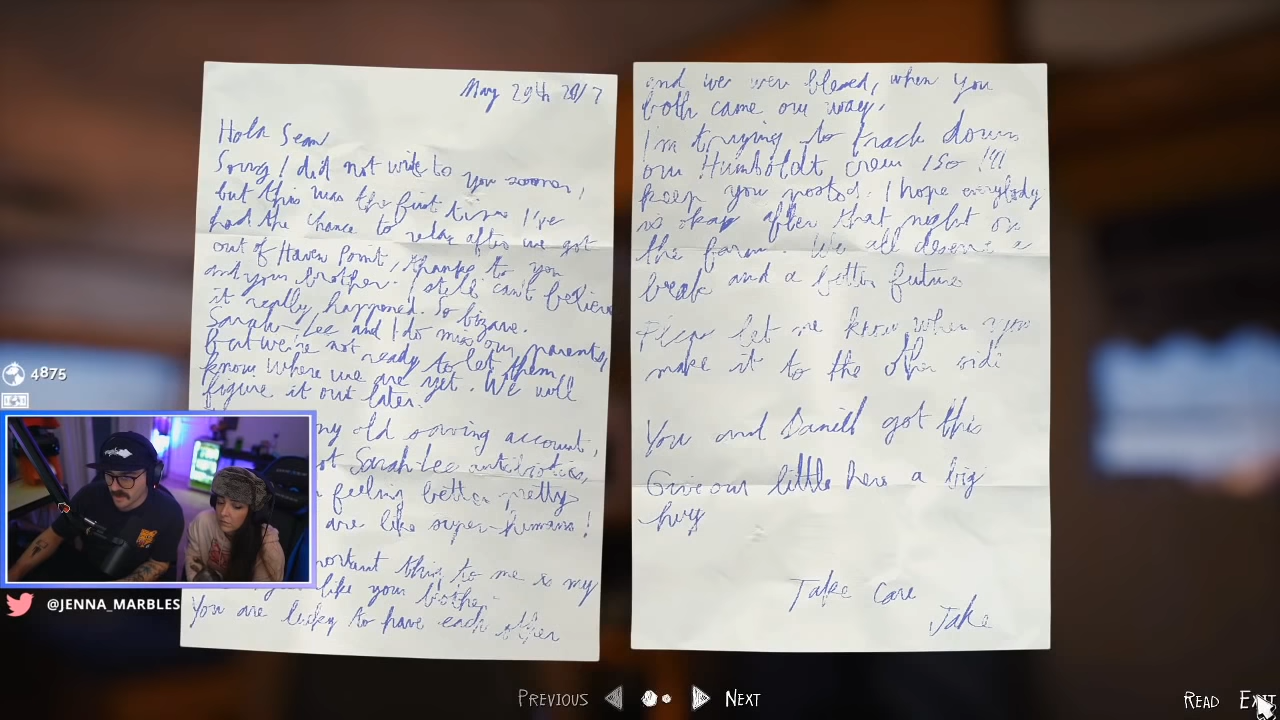 May 29th 2017
Hola Sean
Sorry I did not write to you sooner,
but this was the first time I've
had the chance to relax after we got
out of Haven Point, thanks to you
and your brother. I still can't believe
it really happened. So bizare.
Sarah-Lee and I do miss our parents,
but we're not ready to let them
know where we are yet. We will
figure it out later.
my old saving account,
ot Sarah-Lee antibiotics,
feeling better pretty
are like super-humans!
portant this to me is my
like your brother.
You are lucky to have each other
and we were blessed, when you
both came our way.
I'm trying to track down
our Humboldt crew so I'll
keep you posted. I hope everybody
is okay after that night on
the farm. We all deserve a
break and a better future
Please let me know when you
make it to the other side
You and Daniel got this
Give our little hero a big
hug
Take Care
Jake
4875
@JENNA_MARBLES
PREVIOUS
NEXT
READ
EXIT